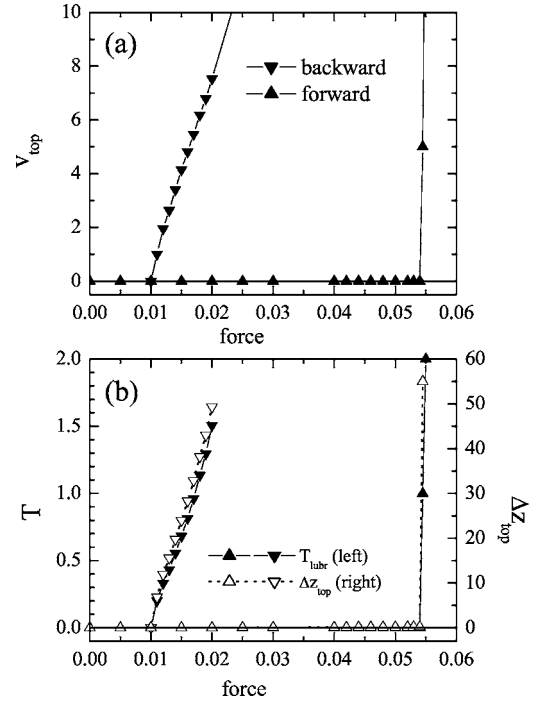 (a)
backward
forward
v_top
10
8
6
4
2
0
0.00 0.01 0.02 0.03 0.04 0.05 0.06
force
(b)
T
2.0
1.5
1.0
0.5
0.0
T_lubr (left)
Δz_top (right)
60
50
40
30
20
10
0
Δz_top
0.00 0.01 0.02 0.03 0.04 0.05 0.06
force